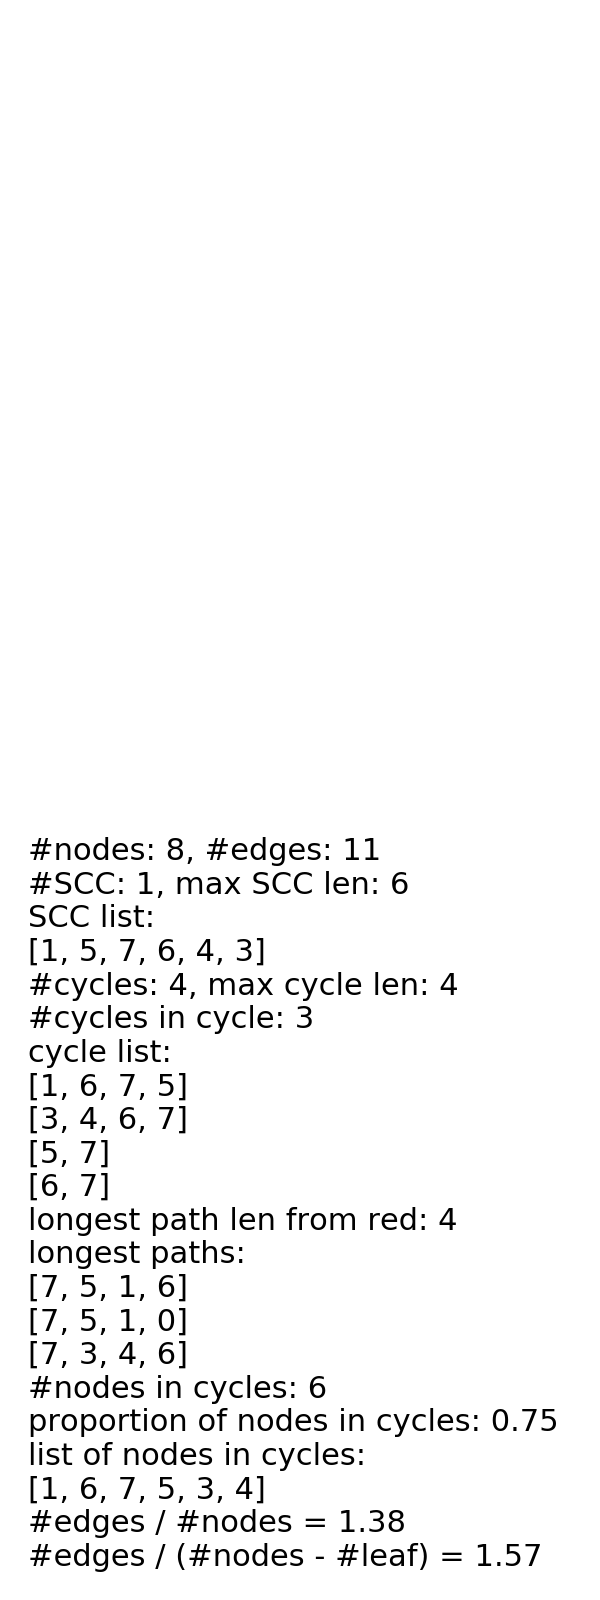 #nodes: 8, #edges: 11
#SCC: 1, max SCC len: 6
SCC list:
[1, 5, 7, 6, 4, 3]
#cycles: 4, max cycle len: 4
#cycles in cycle: 3
cycle list:
[1, 6, 7, 5]
[3, 4, 6, 7]
[5, 7]
[6, 7]
longest path len from red: 4
longest paths:
[7, 5, 1, 6]
[7, 5, 1, 0]
[7, 3, 4, 6]
#nodes in cycles: 6
proportion of nodes in cycles: 0.75
list of nodes in cycles:
[1, 6, 7, 5, 3, 4]
#edges / #nodes = 1.38
#edges / (#nodes - #leaf) = 1.57